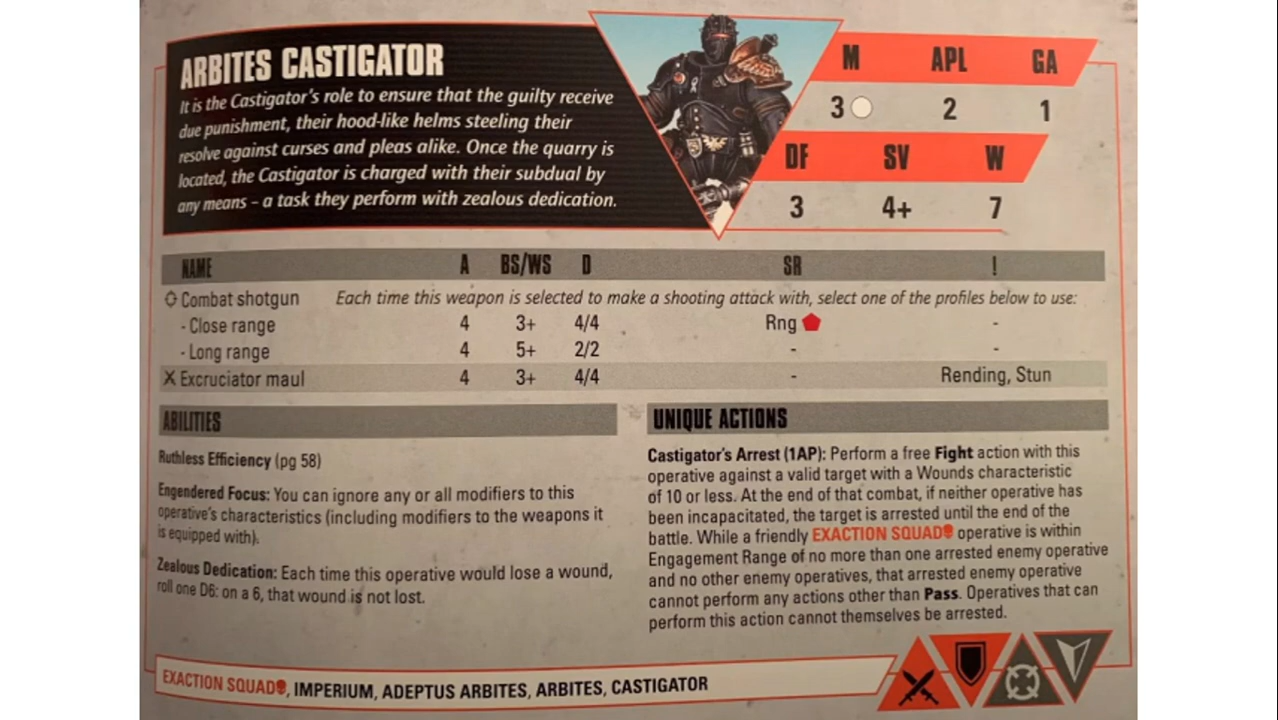 ARBITES CASTIGATOR
It is the Castigator's role to ensure that the guilty receive
due punishment, their hood-like helms steeling their
resolve against curses and pleas alike. Once the quarry is
located, the Castigator is charged with their subdual by
any means – a task they perform with zealous dedication.
M APL GA
3 2 1
DF SV W
3 4+ 7
NAME A BS/WS D SR !
Combat shotgun Each time this weapon is selected to make a shooting attack with, select one of the profiles below to use:
- Close range 4 3+ 4/4 Rng -
- Long range 4 5+ 2/2 - -
Excruciator maul 4 3+ 4/4 - Rending, Stun
ABILITIES
Ruthless Efficiency (pg 58)
Engendered Focus: You can ignore any or all modifiers to this
operative's characteristics (including modifiers to the weapons it
is equipped with).
Zealous Dedication: Each time this operative would lose a wound,
roll one D6: on a 6, that wound is not lost.
UNIQUE ACTIONS
Castigator's Arrest (1AP): Perform a free Fight action with this
operative against a valid target with a Wounds characteristic
of 10 or less. At the end of that combat, if neither operative has
been incapacitated, the target is arrested until the end of the
battle. While a friendly EXACTION SQUAD operative is within
Engagement Range of no more than one arrested enemy operative
and no other enemy operatives, that arrested enemy operative
cannot perform any actions other than Pass. Operatives that can
perform this action cannot themselves be arrested.
EXACTION SQUAD, IMPERIUM, ADEPTUS ARBITES, ARBITES, CASTIGATOR